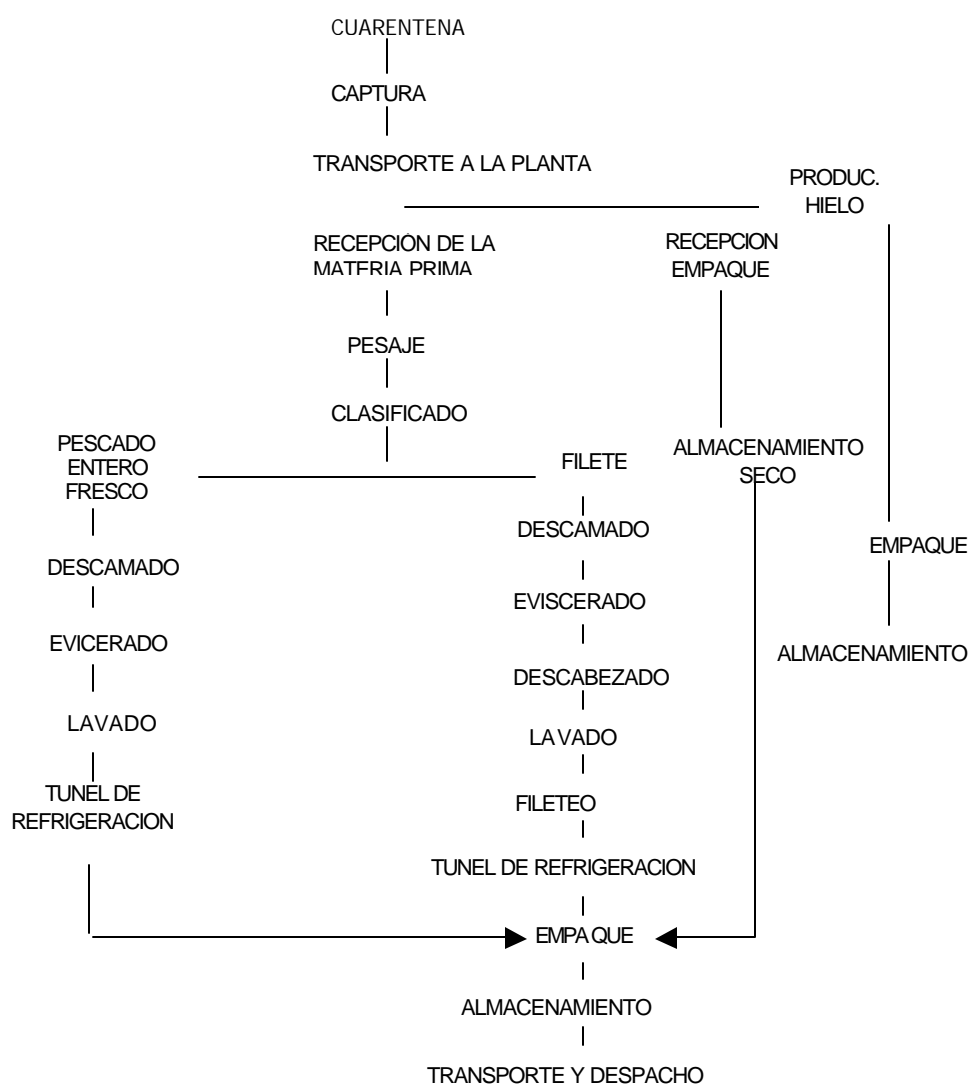 CUARENTENA
CAPTURA
TRANSPORTE A LA PLANTA
PRODUC.
HIELO
RECEPCIÓN DE LA
MATERIA PRIMA
RECEPCION
EMPAQUE
PESAJE
CLASIFICADO
PESCADO
ENTERO
FRESCO
FILETE
ALMACENAMIENTO
SECO
DESCAMADO
EMPAQUE
DESCAMADO
EVISCERADO
EVICERADO
ALMACENAMIENTO
DESCABEZADO
LAVADO
LAVADO
TUNEL DE
REFRIGERACION
FILETEO
TUNEL DE REFRIGERACION
EMPAQUE
ALMACENAMIENTO
TRANSPORTE Y DESPACHO